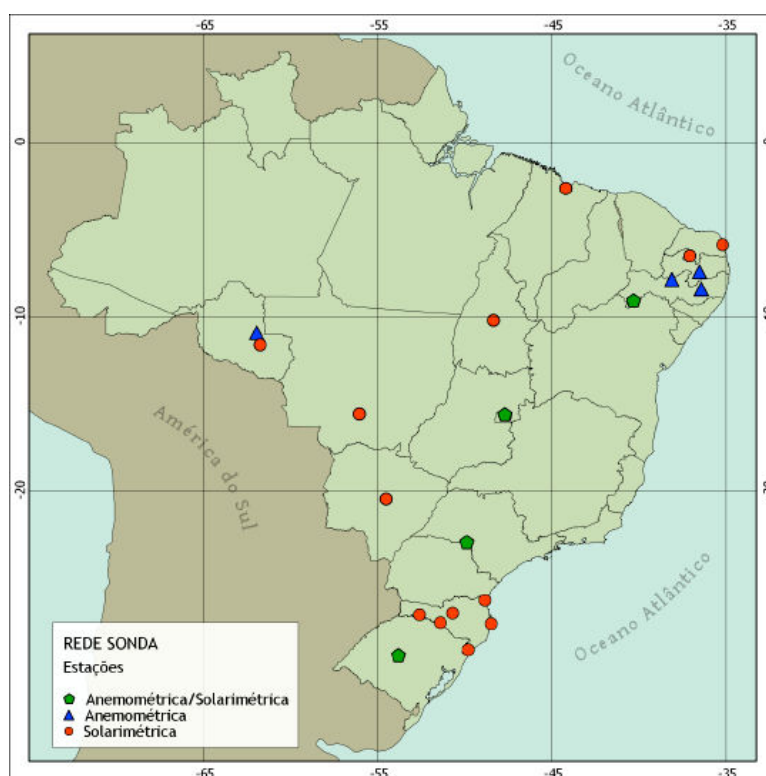 -65
-55
-45
-35
Oceano Atlântico
0
0
-10
América do Sul
-20
Oceano Atlântico
REDE SONDA
Estações
Anemométrica/Solarimétrica
Anemométrica
Solarimétrica
-65
-55
-45
-35